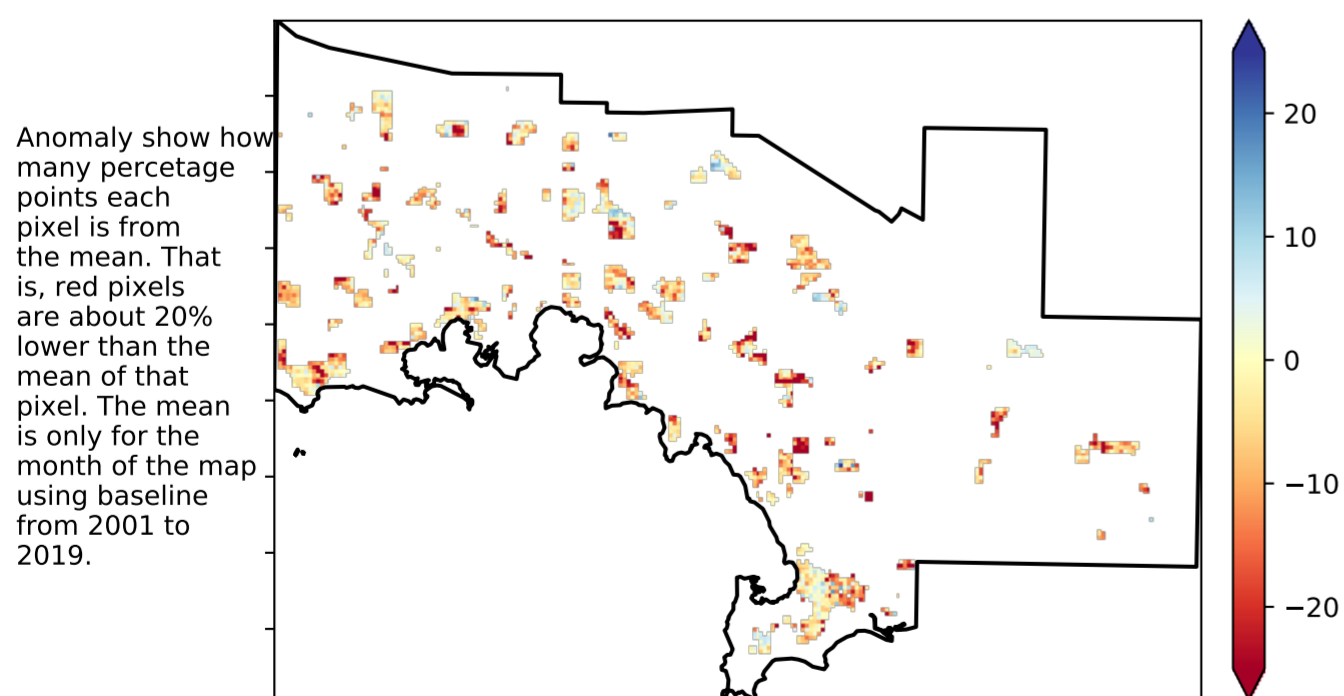 Anomaly show how
many percetage
points each
pixel is from
the mean. That
is, red pixels
are about 20%
lower than the
mean of that
pixel. The mean
is only for the
month of the map
using baseline
from 2001 to
2019.
20
10
0
−10
−20